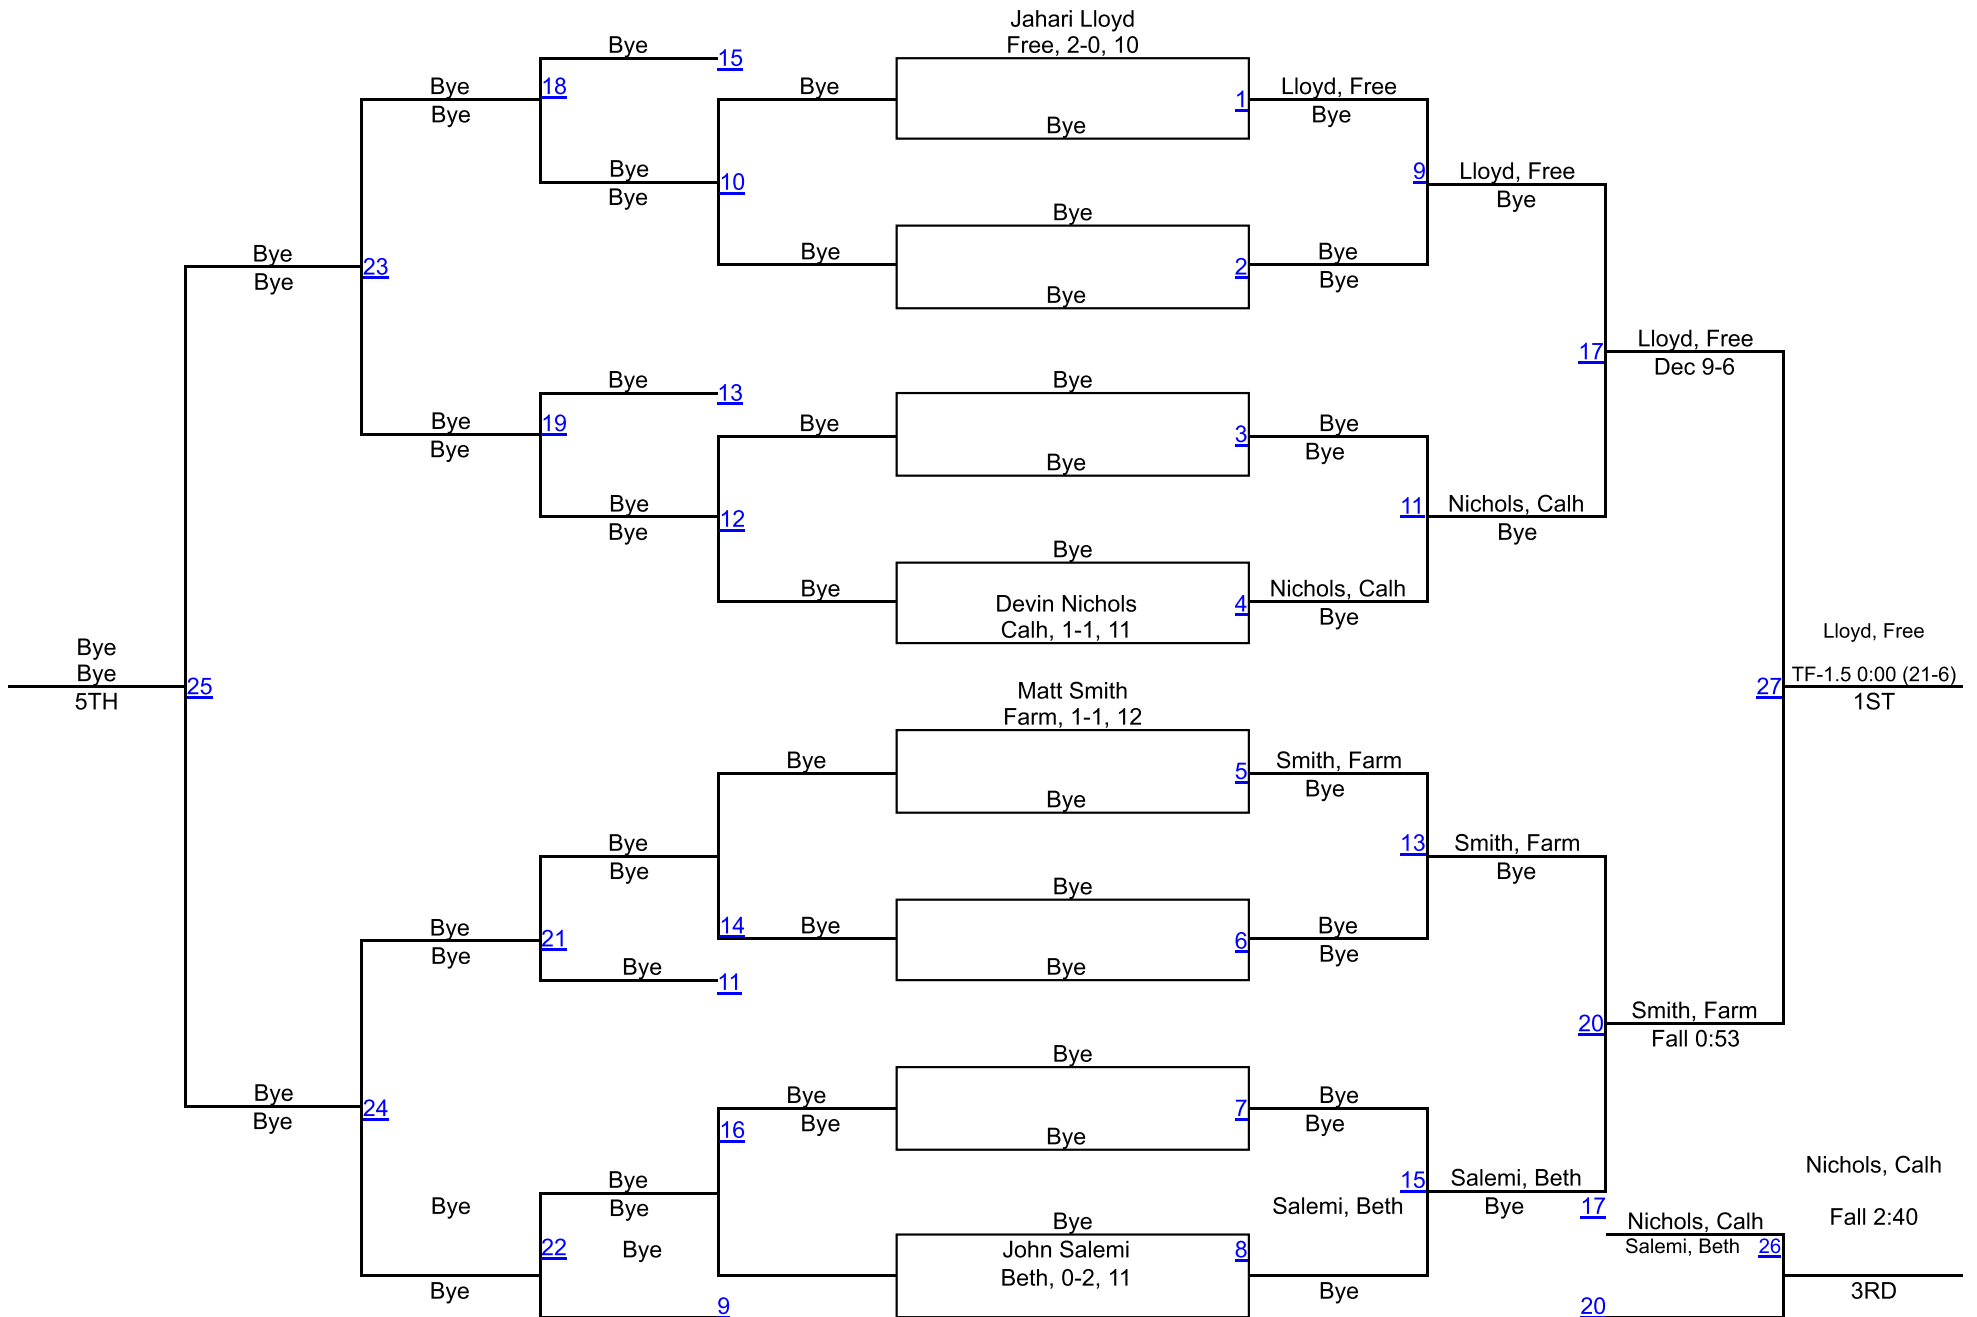 Jahari Lloyd
Free, 2-0, 10
Bye
15
18
Bye
Bye
Bye
1
Lloyd, Free
Bye
Bye
Bye
10
Bye
9
Lloyd, Free
Bye
Bye
Bye
2
Bye
Bye
Bye
Bye
Bye
23
Bye
17
Lloyd, Free
Dec 9-6
Bye
13
19
Bye
Bye
Bye
Bye
3
Bye
Bye
Bye
Bye
12
Bye
11
Nichols, Calh
Bye
Bye
Bye
Devin Nichols
Calh, 1-1, 11
4
Nichols, Calh
Bye
Bye
Bye
5TH
25
Lloyd, Free
27
TF-1.5 0:00 (21-6)
1ST
Matt Smith
Farm, 1-1, 12
Bye
5
Smith, Farm
Bye
Bye
Bye
Bye
13
Smith, Farm
Bye
Bye
Bye
21
14
Bye
Bye
6
Bye
Bye
Bye
Bye
11
20
Smith, Farm
Fall 0:53
Bye
Bye
24
Bye
16
Bye
Bye
7
Bye
Bye
Bye
Bye
Bye
Bye
15
Salemi, Beth
Bye
Salemi, Beth
Bye
22
Bye
Bye
John Salemi
Beth, 0-2, 11
8
Bye
Bye
9
17
Nichols, Calh
Salemi, Beth
26
20
Nichols, Calh
Fall 2:40
3RD